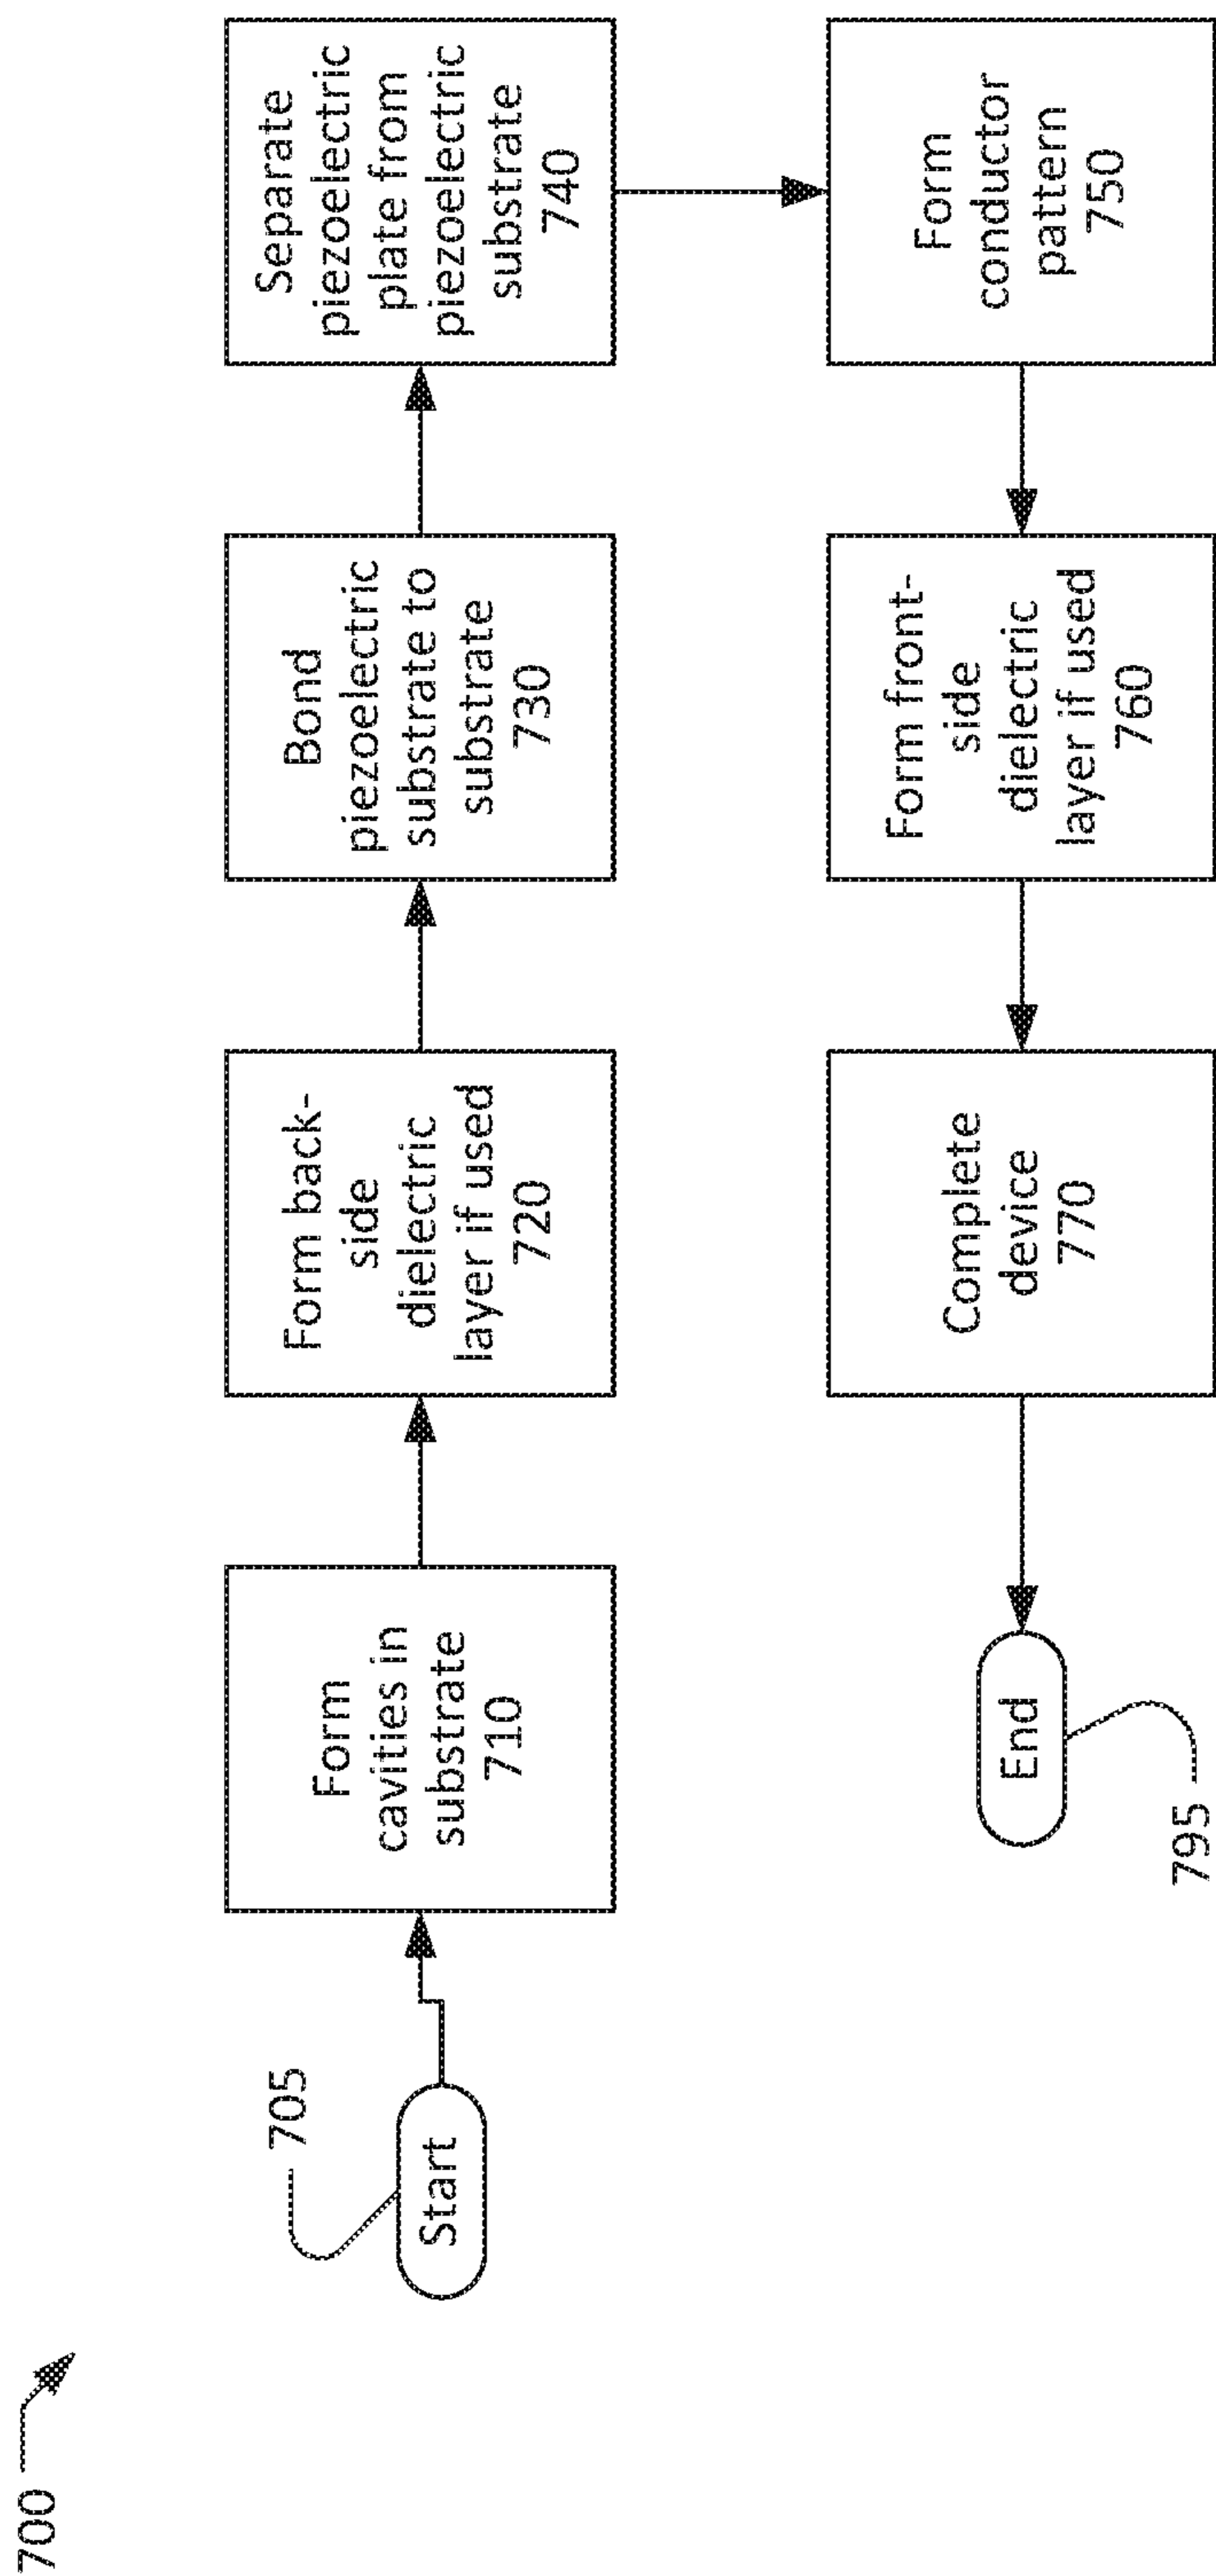 700
705
Start
Form
cavities in
substrate
710
Form back-
side
dielectric
layer if used
720
Bond
piezoelectric
substrate to
substrate
730
Separate
piezoelectric
plate from
piezoelectric
substrate
740
Form
conductor
pattern
750
Form front-
side
dielectric
layer if used
760
Complete
device
770
End
795